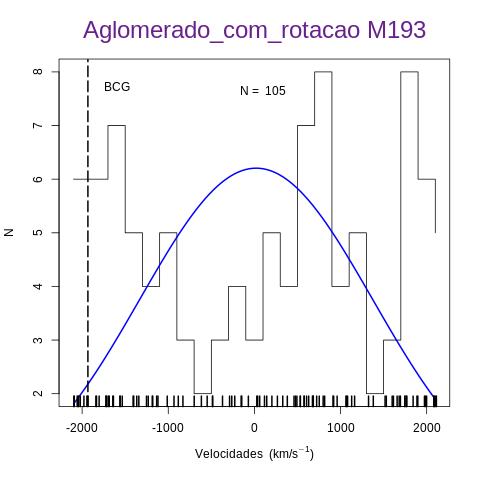 Aglomerado_com_rotacao M193
BCG
N = 105
8
7
6
5
4
3
2
N
-2000 -1000 0 1000 2000
Velocidades (km/s⁻¹)